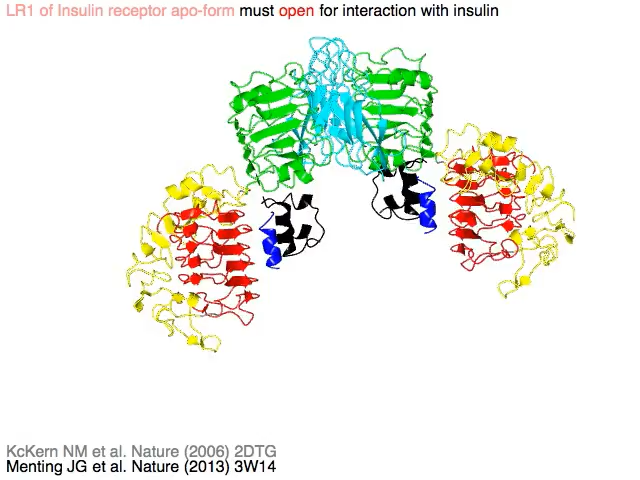 LR1 of Insulin receptor apo-form must open for interaction with insulin
KcKern NM et al. Nature (2006) 2DTG
Menting JG et al. Nature (2013) 3W14